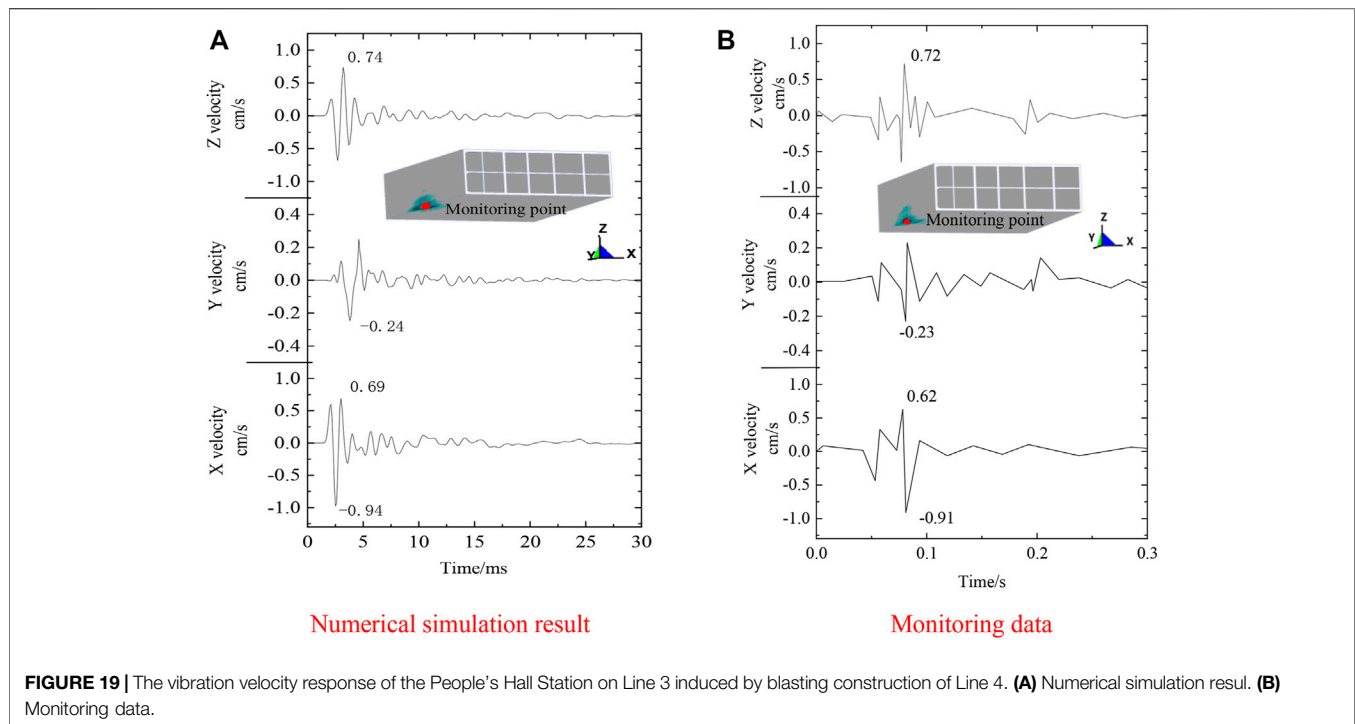 A
1.0
0.5
0.0
-0.5
-1.0
Z velocity
cm/s
0.74
Monitoring point
Z
Y
X
0.4
0.2
0.0
-0.2
-0.4
Y velocity
cm/s
-0.24
1.0
0.5
0.0
-0.5
-1.0
X velocity
cm/s
0.69
-0.94
0
5
10
15
20
25
30
Time/ms
Numerical simulation result
B
1.0
0.5
0.0
-0.5
-1.0
Z velocity
cm/s
0.72
Monitoring point
Z
Y
X
0.4
0.2
0.0
-0.2
-0.4
Y velocity
cm/s
-0.23
1.0
0.5
0.0
-0.5
-1.0
X velocity
cm/s
0.62
-0.91
0.0
0.1
0.2
0.3
Time/s
Monitoring data
FIGURE 19 | The vibration velocity response of the People's Hall Station on Line 3 induced by blasting construction of Line 4. (A) Numerical simulation resul. (B)
Monitoring data.